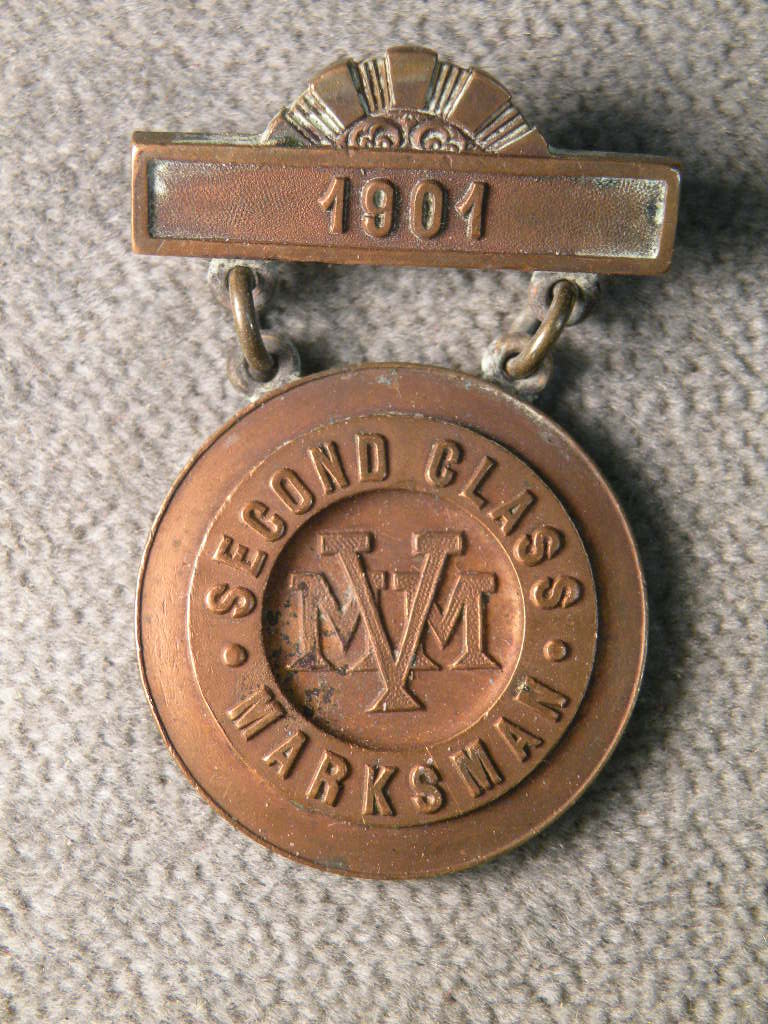 1901
SECOND CLASS
MVM
MARKSMAN